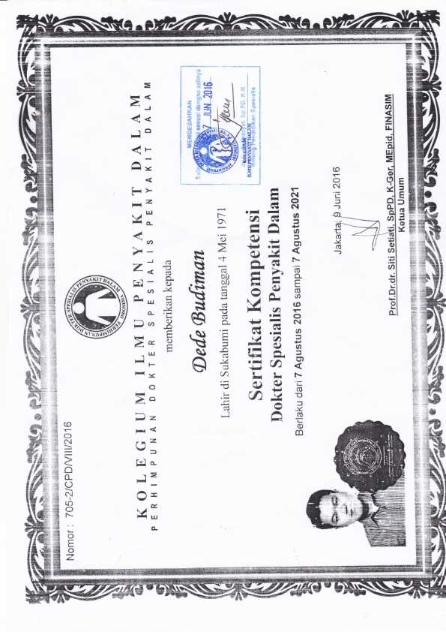 Nomor : 705-2/CPD/VIII/2016
KOLEGIUM ILMU PENYAKIT DALAM
PERHIMPUNAN DOKTER SPESIALIS PENYAKIT DALAM
memberikan kepada
Dede Budiman
Lahir di Sukabumi pada tanggal 4 Mei 1971
Sertifikat Kompetensi
Dokter Spesialis Penyakit Dalam
Berlaku dari 7 Agustus 2016 sampai 7 Agustus 2021
MENGESAHKAN
JUN 2016
Jakarta, 9 Juni 2016
Prof.Dr.dr. Siti Setiati, SpPD, K-Ger, MEpid, FINASIM
Ketua Umum